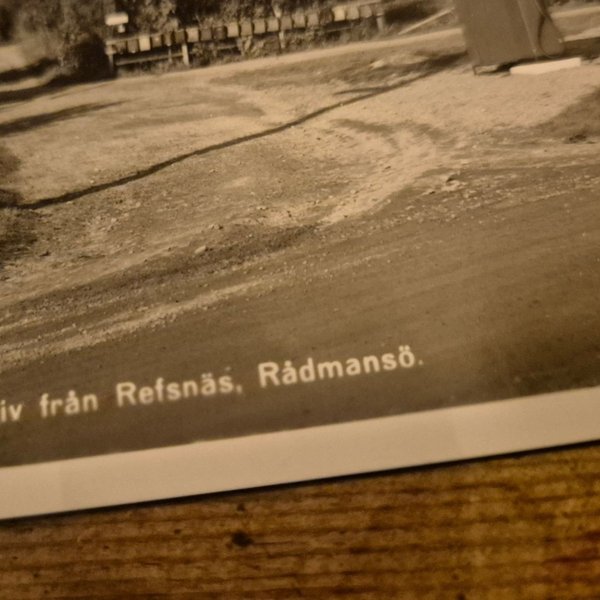 iv från Refsnäs, Rådmansö.